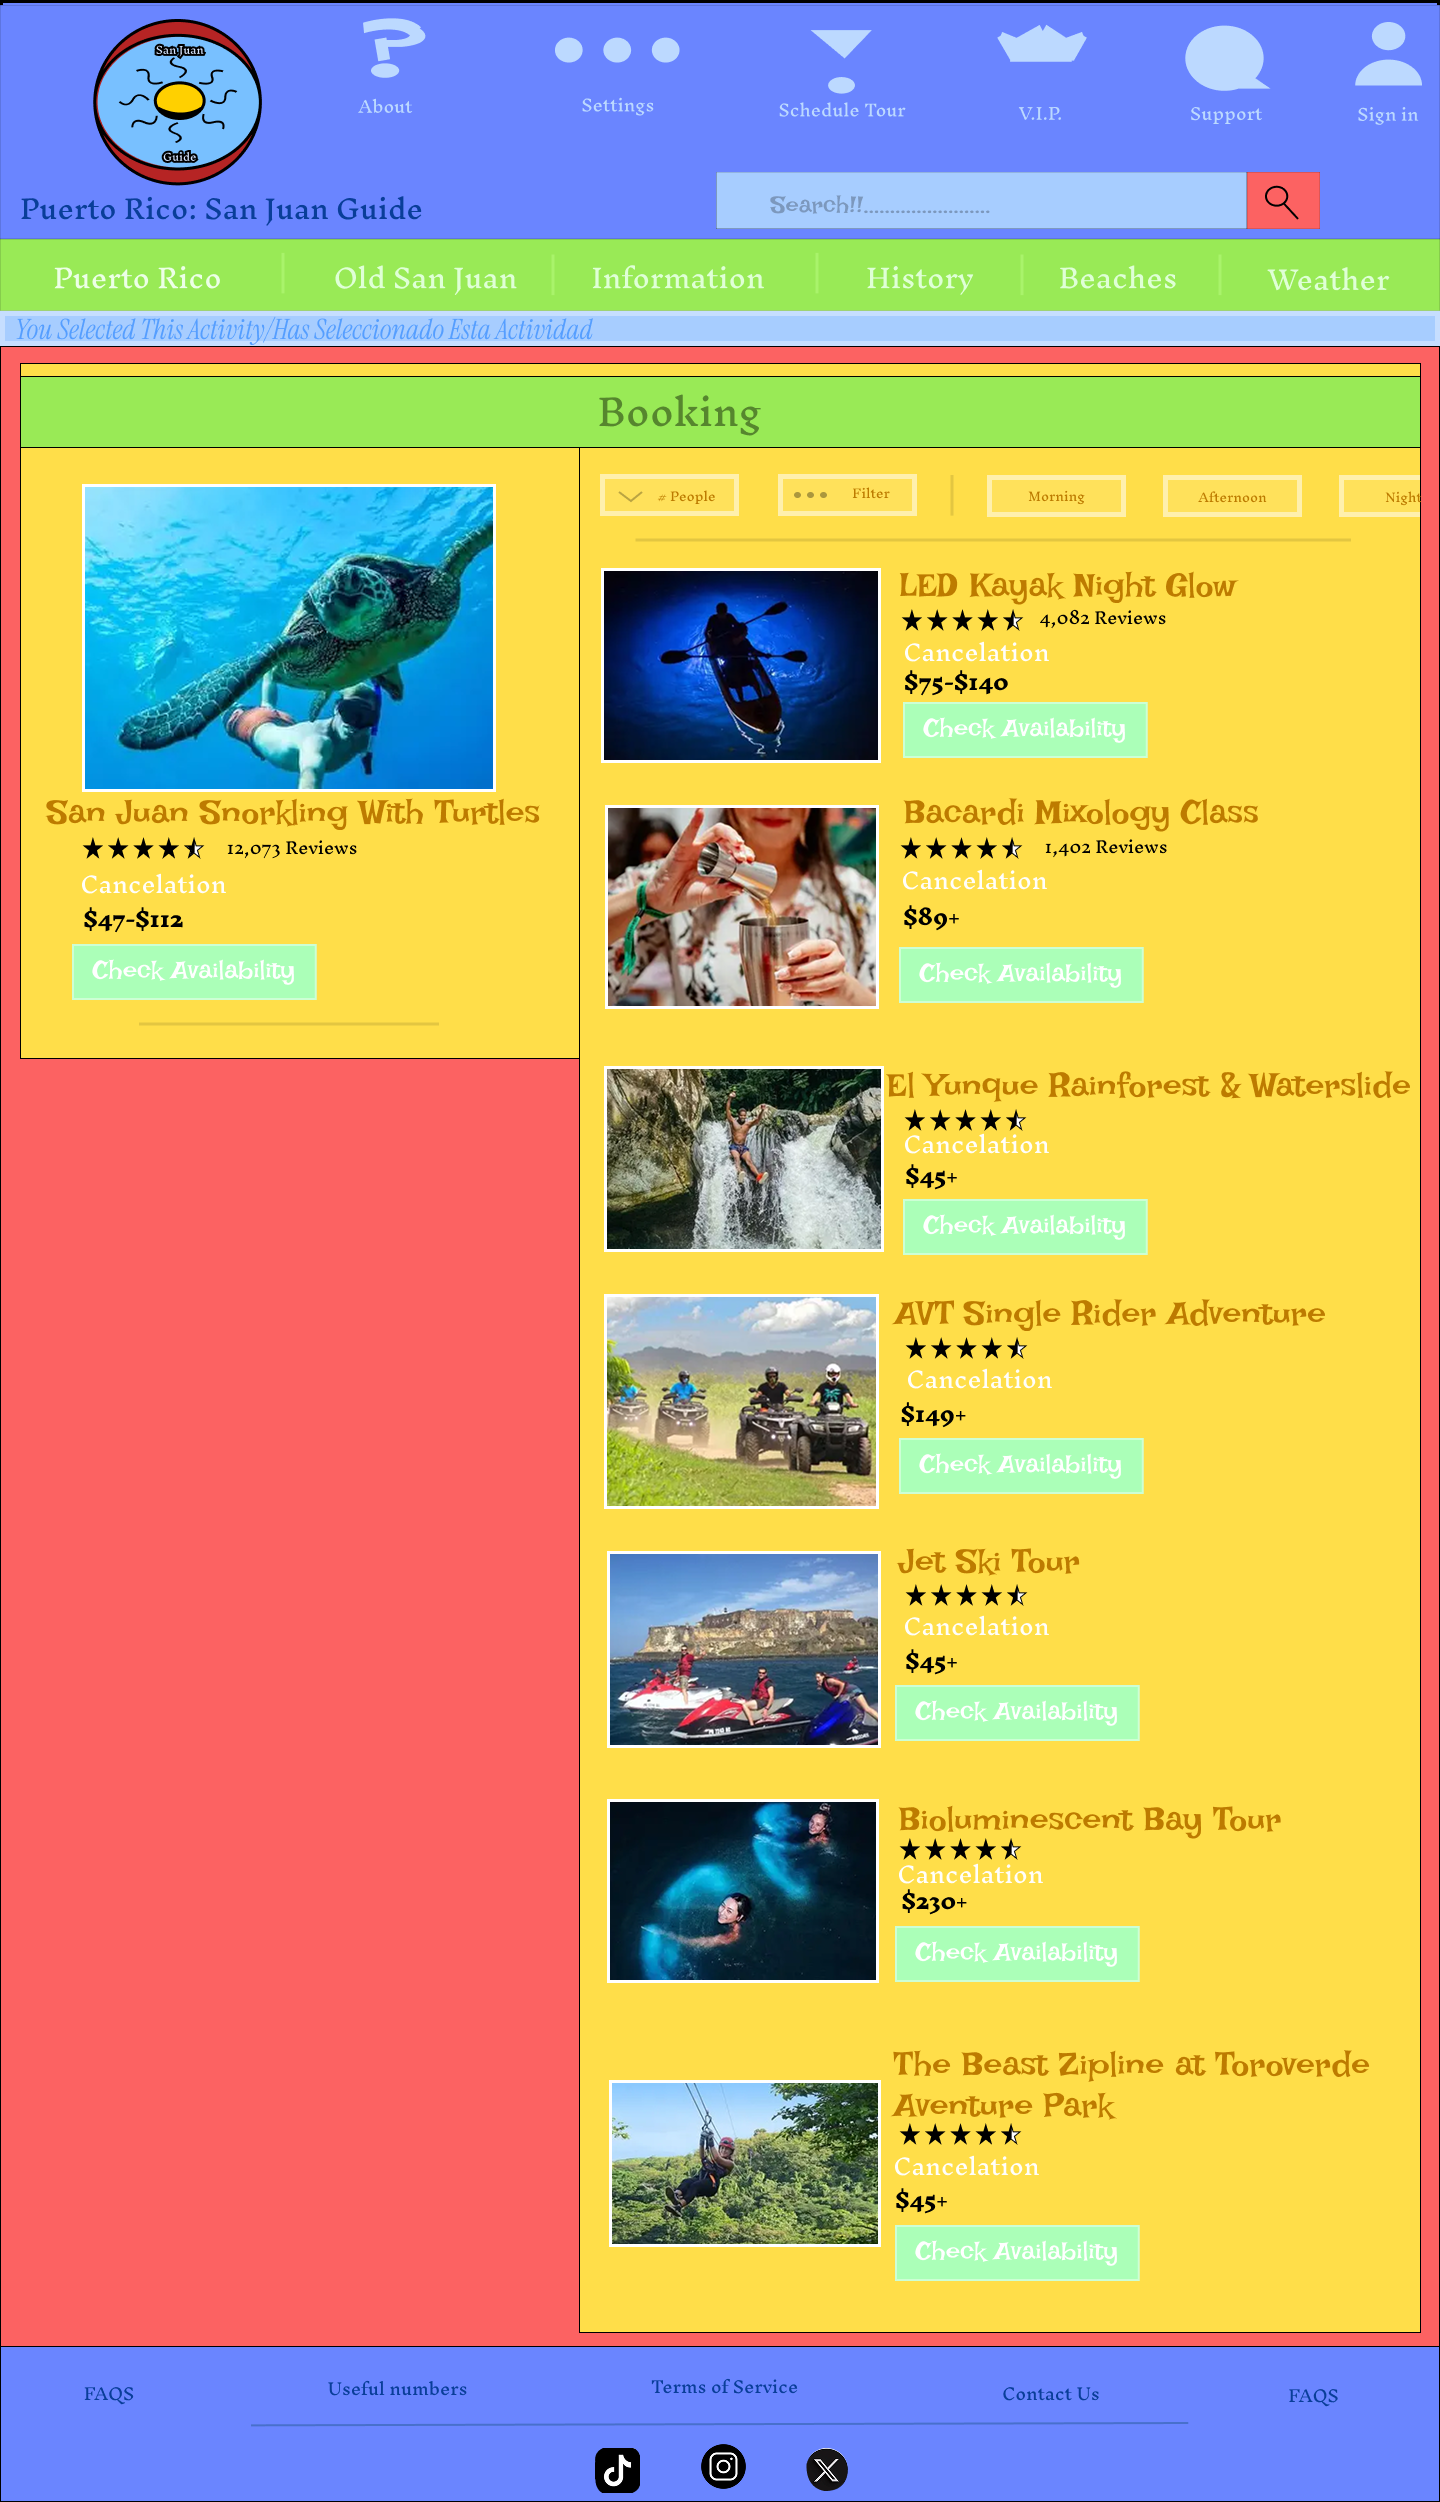 San Juan
Guide
Puerto Rico: San Juan Guide
About
Settings
Schedule Tour
V.I.P.
Support
Sign in
Search!!........................
Puerto Rico
Old San Juan
Information
History
Beaches
Weather
You Selected This Activity/Has Seleccionado Esta Actividad
Booking
San Juan Snorkling With Turtles
12,073 Reviews
Cancelation
$47-$112
Check Availability
# People
Filter
Morning
Afternoon
Night
LED Kayak Night Glow
4,082 Reviews
Cancelation
$75-$140
Check Availability
Bacardi Mixology Class
1,402 Reviews
Cancelation
$89+
Check Availability
El Yunque Rainforest & Waterslide
Cancelation
$45+
Check Availability
AVT Single Rider Adventure
Cancelation
$149+
Check Availability
Jet Ski Tour
Cancelation
$45+
Check Availability
Bioluminescent Bay Tour
Cancelation
$230+
Check Availability
The Beast Zipline at Toroverde
Aventure Park
Cancelation
$45+
Check Availability
FAQS
Useful numbers
Terms of Service
Contact Us
FAQS